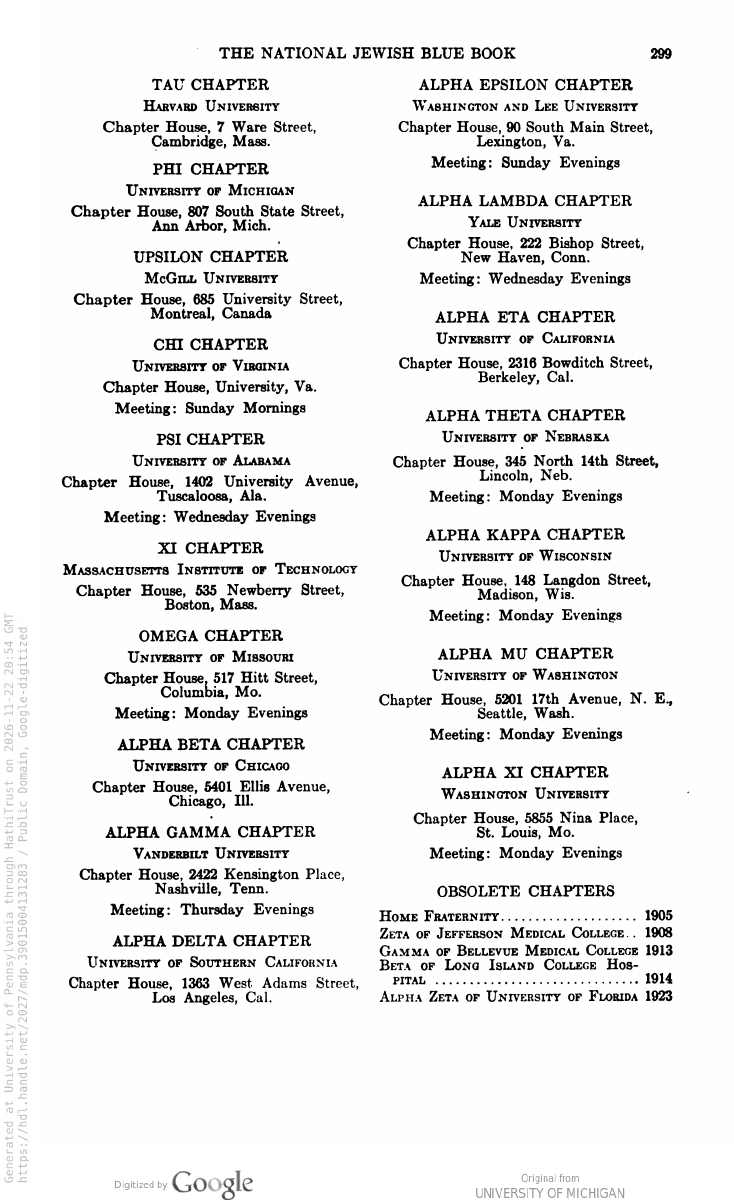 THE NATIONAL JEWISH BLUE BOOK 299
TAU CHAPTER
HARVARD UNIVERSITY
Chapter House, 7 Ware Street,
Cambridge, Mass.
PHI CHAPTER
UNIVERSITY OF MICHIGAN
Chapter House, 807 South State Street,
Ann Arbor, Mich.
UPSILON CHAPTER
MCGILL UNIVERSITY
Chapter House, 685 University Street,
Montreal, Canada
CHI CHAPTER
UNIVERSITY OF VIRGINIA
Chapter House, University, Va.
Meeting: Sunday Mornings
PSI CHAPTER
UNIVERSITY OF ALABAMA
Chapter House, 1402 University Avenue,
Tuscaloosa, Ala.
Meeting: Wednesday Evenings
XI CHAPTER
MASSACHUSETTS INSTITUTE OF TECHNOLOGY
Chapter House, 535 Newberry Street,
Boston, Mass.
OMEGA CHAPTER
UNIVERSITY OF MISSOURI
Chapter House, 517 Hitt Street,
Columbia, Mo.
Meeting: Monday Evenings
ALPHA BETA CHAPTER
UNIVERSITY OF CHICAGO
Chapter House, 5401 Ellis Avenue,
Chicago, Ill.
ALPHA GAMMA CHAPTER
VANDERBILT UNIVERSITY
Chapter House, 2422 Kensington Place,
Nashville, Tenn.
Meeting: Thursday Evenings
ALPHA DELTA CHAPTER
UNIVERSITY OF SOUTHERN CALIFORNIA
Chapter House, 1363 West Adams Street,
Los Angeles, Cal.
ALPHA EPSILON CHAPTER
WASHINGTON AND LEE UNIVERSITY
Chapter House, 90 South Main Street,
Lexington, Va.
Meeting: Sunday Evenings
ALPHA LAMBDA CHAPTER
YALE UNIVERSITY
Chapter House, 222 Bishop Street,
New Haven, Conn.
Meeting: Wednesday Evenings
ALPHA ETA CHAPTER
UNIVERSITY OF CALIFORNIA
Chapter House, 2316 Bowditch Street,
Berkeley, Cal.
ALPHA THETA CHAPTER
UNIVERSITY OF NEBRASKA
Chapter House, 345 North 14th Street,
Lincoln, Neb.
Meeting: Monday Evenings
ALPHA KAPPA CHAPTER
UNIVERSITY OF WISCONSIN
Chapter House, 148 Langdon Street,
Madison, Wis.
Meeting: Monday Evenings
ALPHA MU CHAPTER
UNIVERSITY OF WASHINGTON
Chapter House, 5201 17th Avenue, N. E.,
Seattle, Wash.
Meeting: Monday Evenings
ALPHA XI CHAPTER
WASHINGTON UNIVERSITY
Chapter House, 5855 Nina Place,
St. Louis, Mo.
Meeting: Monday Evenings
OBSOLETE CHAPTERS
HOME FRATERNITY.................... 1905
ZETA OF JEFFERSON MEDICAL COLLEGE.. 1908
GAMMA OF BELLEVUE MEDICAL COLLEGE 1913
BETA OF LONG ISLAND COLLEGE HOS-
PITAL .............................. 1914
ALPHA ZETA OF UNIVERSITY OF FLORIDA 1923
Generated at University of Pennsylvania through HathiTrust on 2026-11-22 20:54 GMT
https://hdl.handle.net/2027/mdp.39015004131283 / Public Domain, Google-digitized
Digitized by Google
Original from
UNIVERSITY OF MICHIGAN